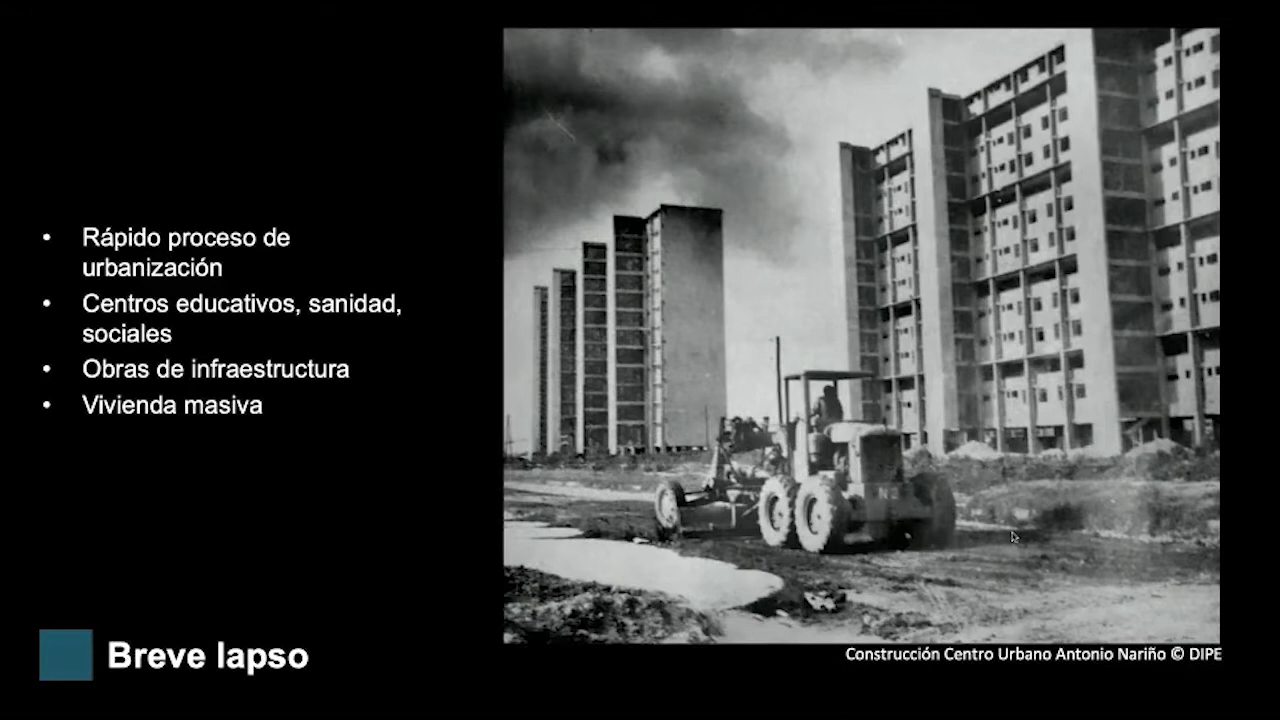 • Rápido proceso de
urbanización
• Centros educativos, sanidad,
sociales
• Obras de infraestructura
• Vivienda masiva
Breve lapso
Construcción Centro Urbano Antonio Nariño © DIPE